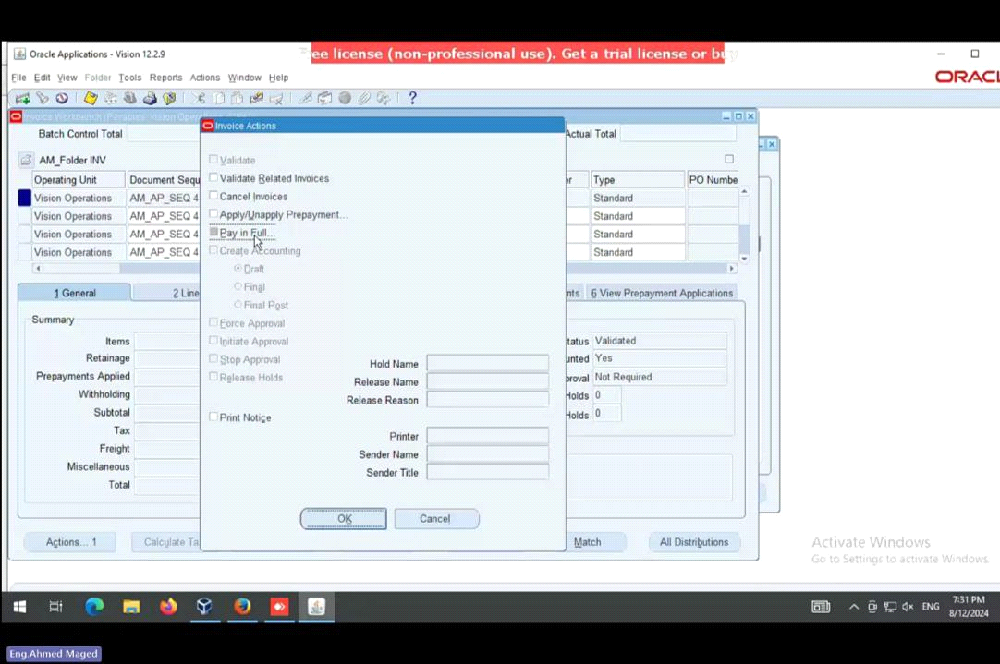 Oracle Applications - Vision 12.2.9
ee license (non-professional use). Get a trial license or bu
File Edit View Folder Tools Reports Actions Window Help
ORACL
Invoice Actions
Batch Control Total
Actual Total
AM_Folder INV
Operating Unit
Document Sequ
Type
PO Numbe
Vision Operations AM_AP_SEQ 4 Standard
Vision Operations AM_AP_SEQ 4 Standard
Vision Operations AM_AP_SEQ 4 Standard
Vision Operations AM_AP_SEQ 4 Standard
Validate
Validate Related Invoices
Cancel Invoices
Apply/Unapply Prepayment...
Pay in Full...
Create Accounting
Draft
Final
Final Post
Force Approval
Initiate Approval
Stop Approval
Release Holds
Hold Name
Release Name
Release Reason
Print Notice
Printer
Sender Name
Sender Title
OK
Cancel
1 General
2 Line
nts
6 View Prepayment Applications
Summary
Items
Retainage
Prepayments Applied
Withholding
Subtotal
Tax
Freight
Miscellaneous
Total
tatus Validated
unted Yes
roval Not Required
Holds 0
Holds 0
Actions... 1
Calculate Ta
Match
All Distributions
Activate Windows
Go to Settings to activate Windows.
ENG
7:31 PM
8/12/2024
Eng.Ahmed Maged